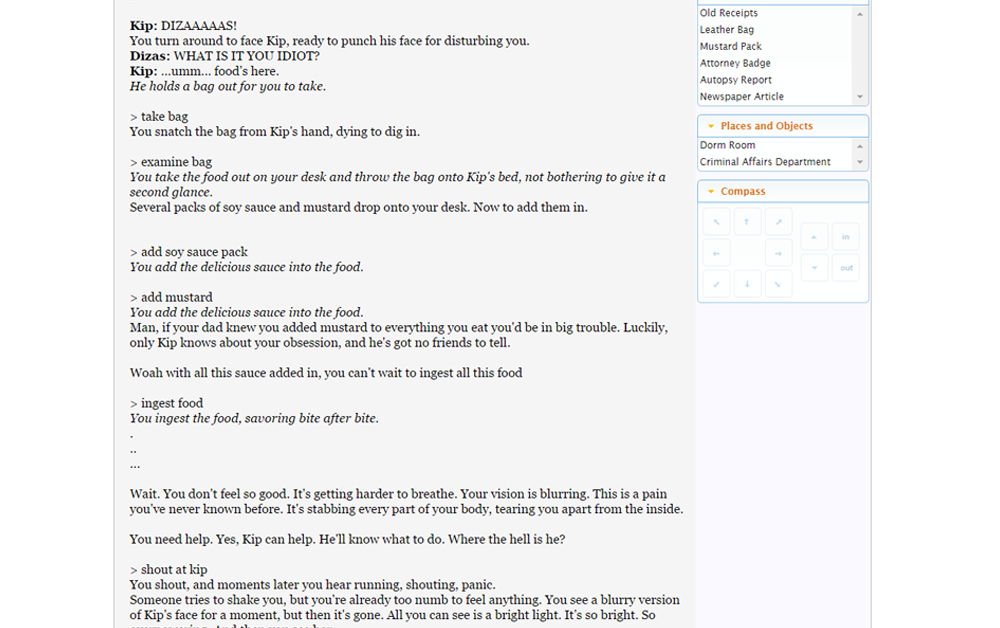 Kip: DIZAAAAAS!
You turn around to face Kip, ready to punch his face for disturbing you.
Dizas: WHAT IS IT YOU IDIOT?
Kip: ...umm... food's here.
He holds a bag out for you to take.
> take bag
You snatch the bag from Kip's hand, dying to dig in.
> examine bag
You take the food out on your desk and throw the bag onto Kip's bed, not bothering to give it a
second glance.
Several packs of soy sauce and mustard drop onto your desk. Now to add them in.
> add soy sauce pack
You add the delicious sauce into the food.
> add mustard
You add the delicious sauce into the food.
Man, if your dad knew you added mustard to everything you eat you'd be in big trouble. Luckily,
only Kip knows about your obsession, and he's got no friends to tell.
Woah with all this sauce added in, you can't wait to ingest all this food
> ingest food
You ingest the food, savoring bite after bite.
.
..
...
Wait. You don't feel so good. It's getting harder to breathe. Your vision is blurring. This is a pain
you've never known before. It's stabbing every part of your body, tearing you apart from the inside.
You need help. Yes, Kip can help. He'll know what to do. Where the hell is he?
> shout at kip
You shout, and moments later you hear running, shouting, panic.
Someone tries to shake you, but you're already too numb to feel anything. You see a blurry version
of Kip's face for a moment, but then it's gone. All you can see is a bright light. It's so bright. So
Old Receipts
Leather Bag
Mustard Pack
Attorney Badge
Autopsy Report
Newspaper Article
Places and Objects
Dorm Room
Criminal Affairs Department
Compass
in
out